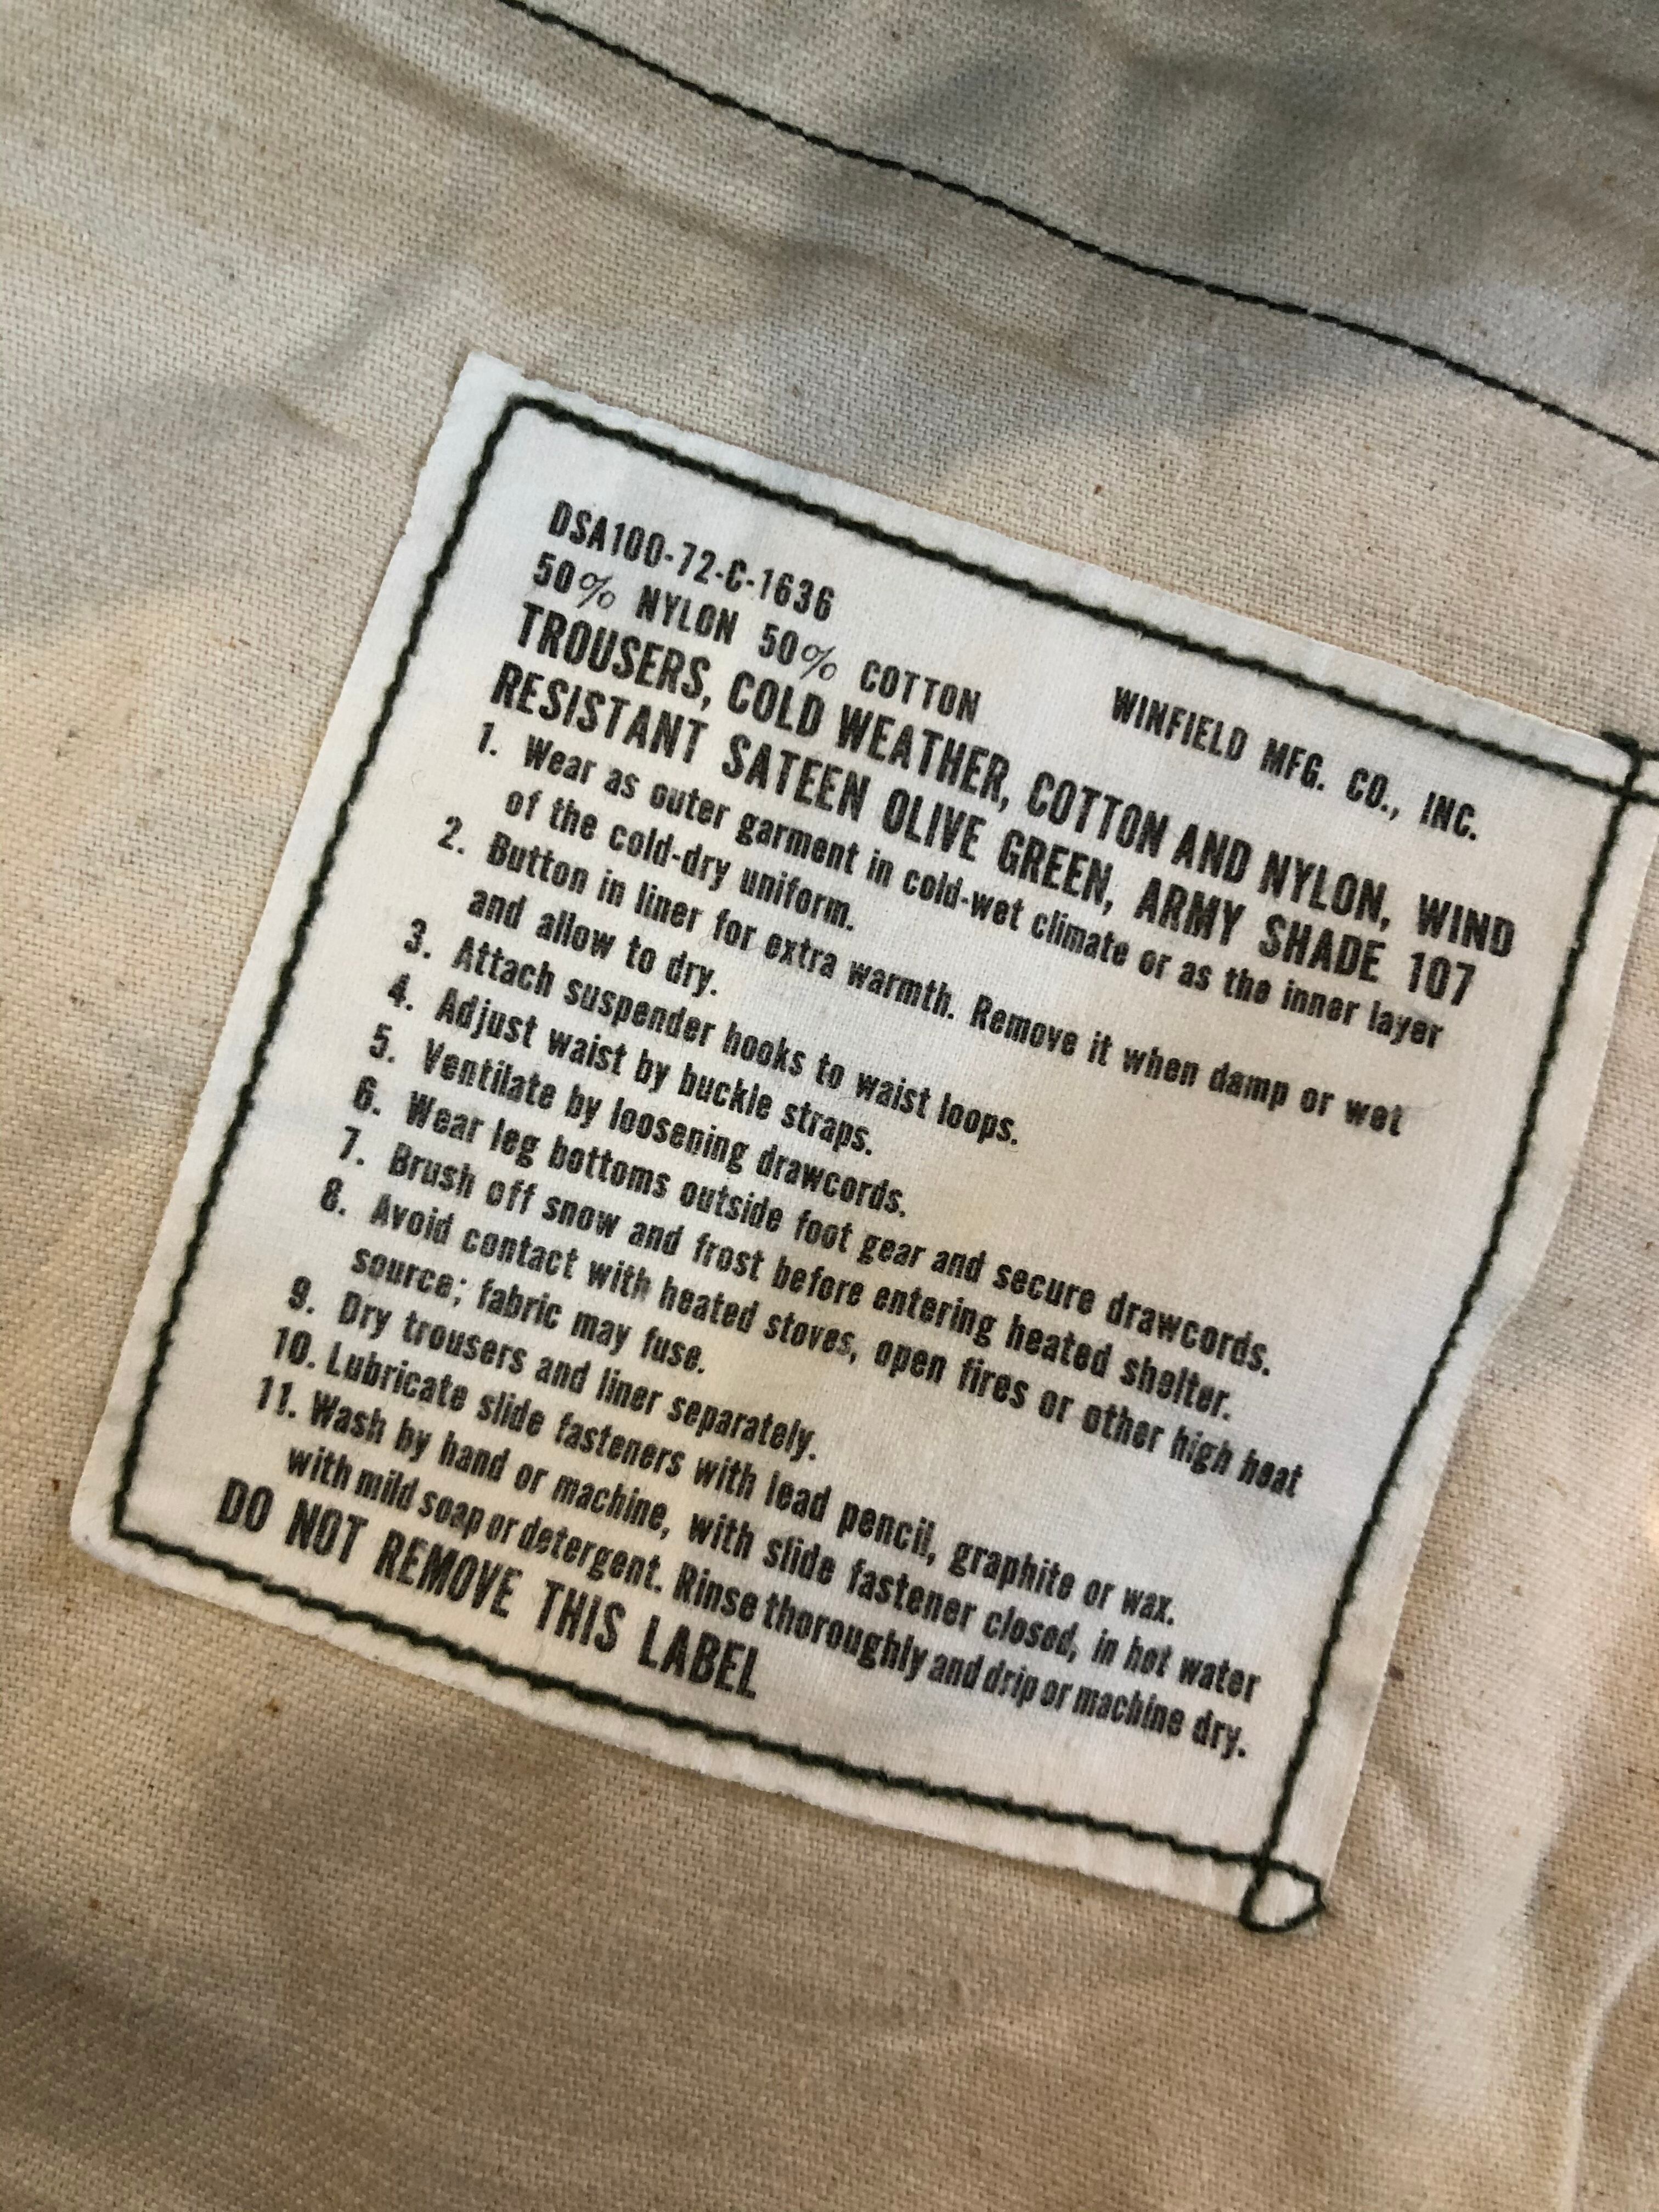 DSA100-72-C-1636
50% NYLON 50% COTTON WINFIELD MFG. CO., INC.
TROUSERS, COLD WEATHER, COTTON AND NYLON, WIND
RESISTANT SATEEN OLIVE GREEN, ARMY SHADE 107
1. Wear as outer garment in cold-wet climate or as the inner layer
of the cold-dry uniform.
2. Button in liner for extra warmth. Remove it when damp or wet
and allow to dry.
3. Attach suspender hooks to waist loops.
4. Adjust waist by buckle straps.
5. Ventilate by loosening drawcords.
6. Wear leg bottoms outside foot gear and secure drawcords.
7. Brush off snow and frost before entering heated shelter.
8. Avoid contact with heated stoves, open fires or other high heat
source; fabric may fuse.
9. Dry trousers and liner separately.
10. Lubricate slide fasteners with lead pencil, graphite or wax.
11. Wash by hand or machine, with slide fastener closed, in hot water
with mild soap or detergent. Rinse thoroughly and drip or machine dry.
DO NOT REMOVE THIS LABEL